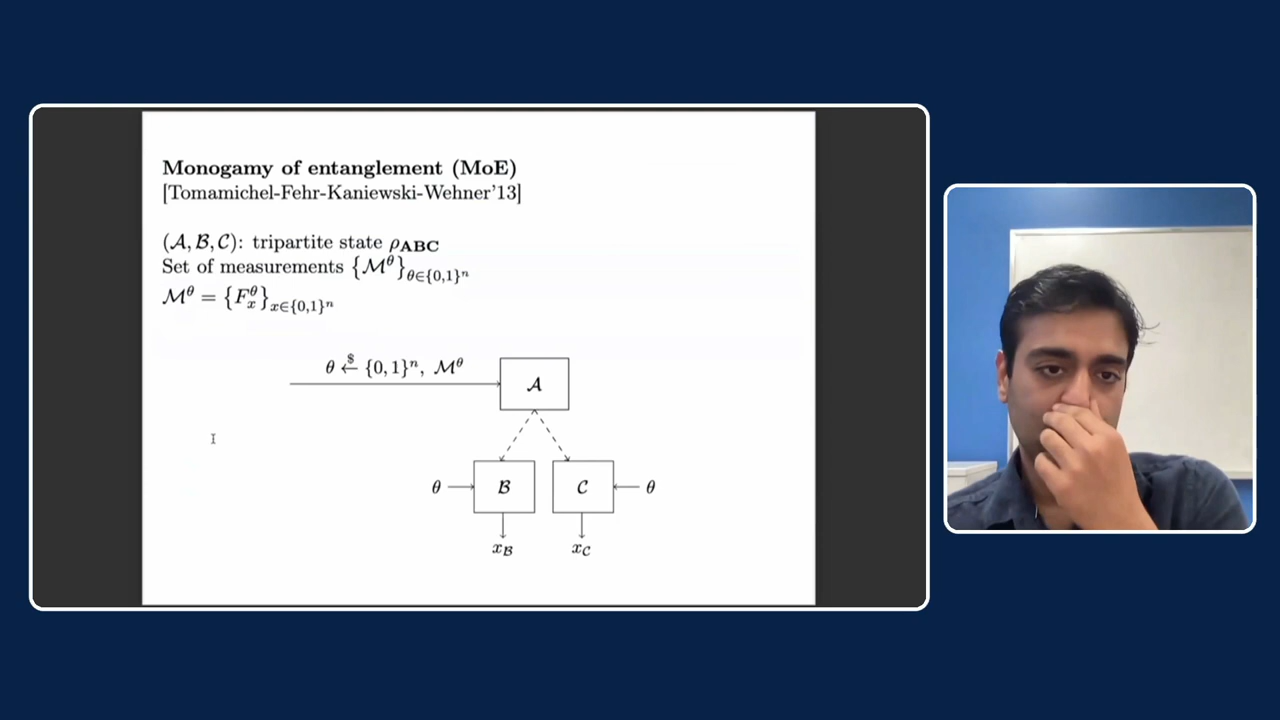 Monogamy of entanglement (MoE)
[Tomamichel-Fehr-Kaniewski-Wehner'13]
(𝒜, ℬ, 𝒞): tripartite state ρ_ABC
Set of measurements {ℳ^θ}_θ∈{0,1}ⁿ
ℳ^θ = {F_x^θ}_x∈{0,1}ⁿ
θ ←$ {0,1}ⁿ, ℳ^θ
𝒜
θ ℬ 𝒞 θ
x_ℬ x_𝒞